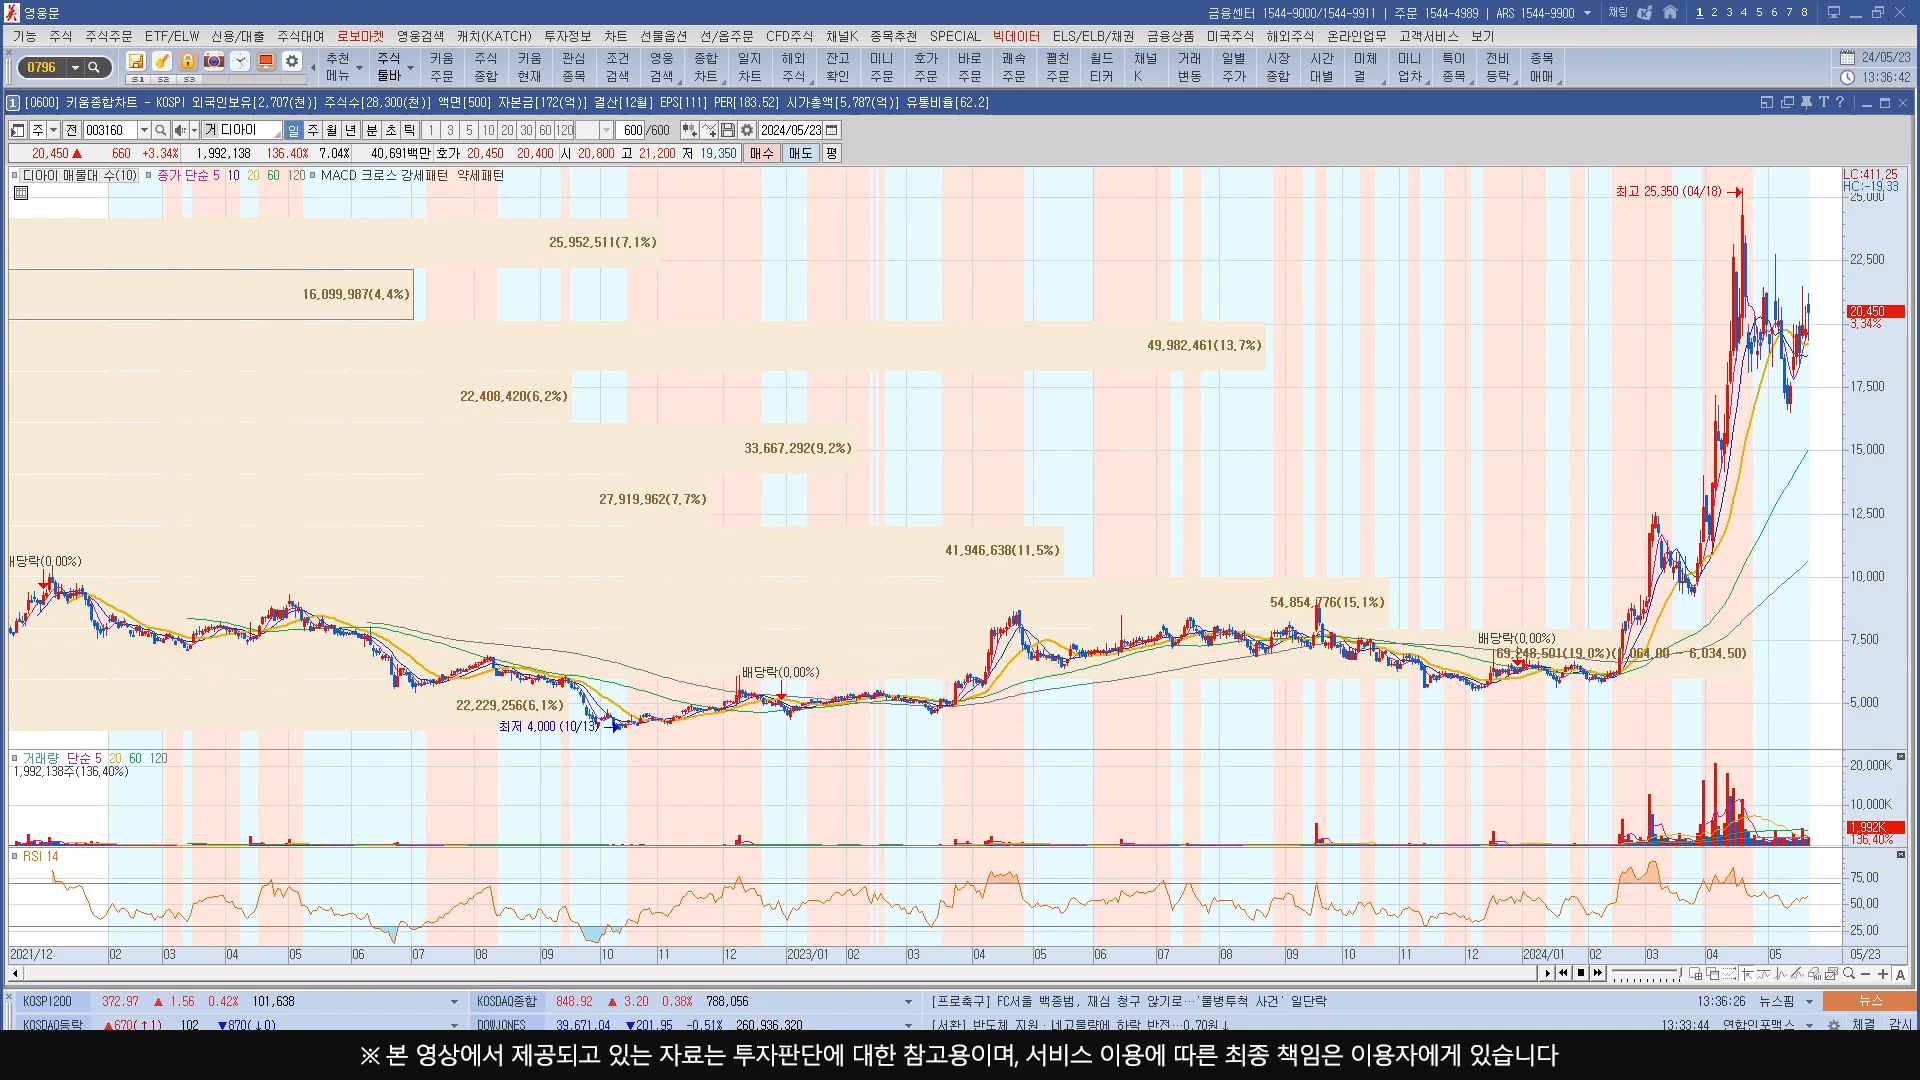 영웅문 금융센터 1544-9000/1544-9911 | 주문 1544-4989 | ARS 1544-9900 채팅 1 2 3 4 5 6 7 8
기능 주식 주식주문 ETF/ELW 신용/대출 주식대여 로보마켓 영웅검색 캐치(KATCH) 투자정보 차트 선물옵션 선/옵주문 CFD주식 채널K 종목추천 SPECIAL 빅데이터 ELS/ELB/채권 금융상품 미국주식 해외주식 온라인업무 고객서비스 보기
0796 S1 S2 S3
추천 주식 키움 주식 키움 관심 조건 영웅 종합 일지 해외 잔고 미니 호가 바로 쾌속 펼친 월드 채널 거래 일별 시장 시간 미체 미니 특미 전비 종목 24/05/23
메뉴 툴바 주문 종합 현재 종목 검색 검색 차트 차트 주식 확인 주문 주문 주문 주문 주문 티커 K 변동 주가 종합 대별 결 업차 종목 등락 매매 13:36:42
1 [0600] 키움종합차트 - KOSPI 외국인보유[2,707(천)] 주식수[28,300(천)] 액면[500] 자본금[172(억)] 결산[12월] EPS[111] PER[183.52] 시가총액[5,787(억)] 유통비율[62.2]
주 전 003160 거 디아이 일 주 월 년 분 초 틱 1 3 5 10 20 30 60 120 600 /600 2024/05/23
20,450 ▲ 660 +3.34% 1,992,138 136.40% 7.04% 40,691백만 호가 20,450 20,400 시 20,800 고 21,200 저 19,350 매수 매도 평
디아이 매물대 수(10) 종가 단순 5 10 20 60 120 MACD 크로스 강세패턴 약세패턴
LC:411.25
HC:-19.33
최고 25,350 (04/18)
25,000
25,952,511(7.1%)
22,500
16,099,987(4.4%)
20,450
3.34%
49,982,461(13.7%)
17,500
22,408,420(6.2%)
33,667,292(9.2%)
15,000
27,919,962(7.7%)
12,500
41,946,638(11.5%)
배당락(0.00%)
10,000
54,854,776(15.1%)
7,500
배당락(0.00%)
69,248,501(19.0%)
6,034.50)
배당락(0.00%)
22,229,256(6.1%)
5,000
최저 4,000 (10/13)
거래량 단순 5 20 60 120
1,992,138주(136.40%)
20,000K
10,000K
1,992K
136.40%
RSI 14
75.00
50.00
25.00
2021/12 02 03 04 05 06 07 08 09 10 11 12 2023/01 02 03 04 05 06 07 08 09 10 11 12 2024/01 02 03 04 05 05/23
KOSPI200 372.97 ▲ 1.56 0.42% 101,638 KOSDAQ종합 848.92 ▲ 3.20 0.38% 788,056 [프로축구] FC서울 백종범, 재심 청구 않기로…'물병투척 사건' 일단락 13:36:26 뉴스핌 뉴스
KOSDAQ등락 ▲670(↑1) 102 ▼870(↓0) DOWJONES 39,671.04 ▼201.95 -0.51% 260,936,320 [서환] 반도체 지원·네고물량에 하락 반전…0.70원↓ 13:33:44 연합인포맥스 체결 감시
※ 본 영상에서 제공되고 있는 자료는 투자판단에 대한 참고용이며, 서비스 이용에 따른 최종 책임은 이용자에게 있습니다